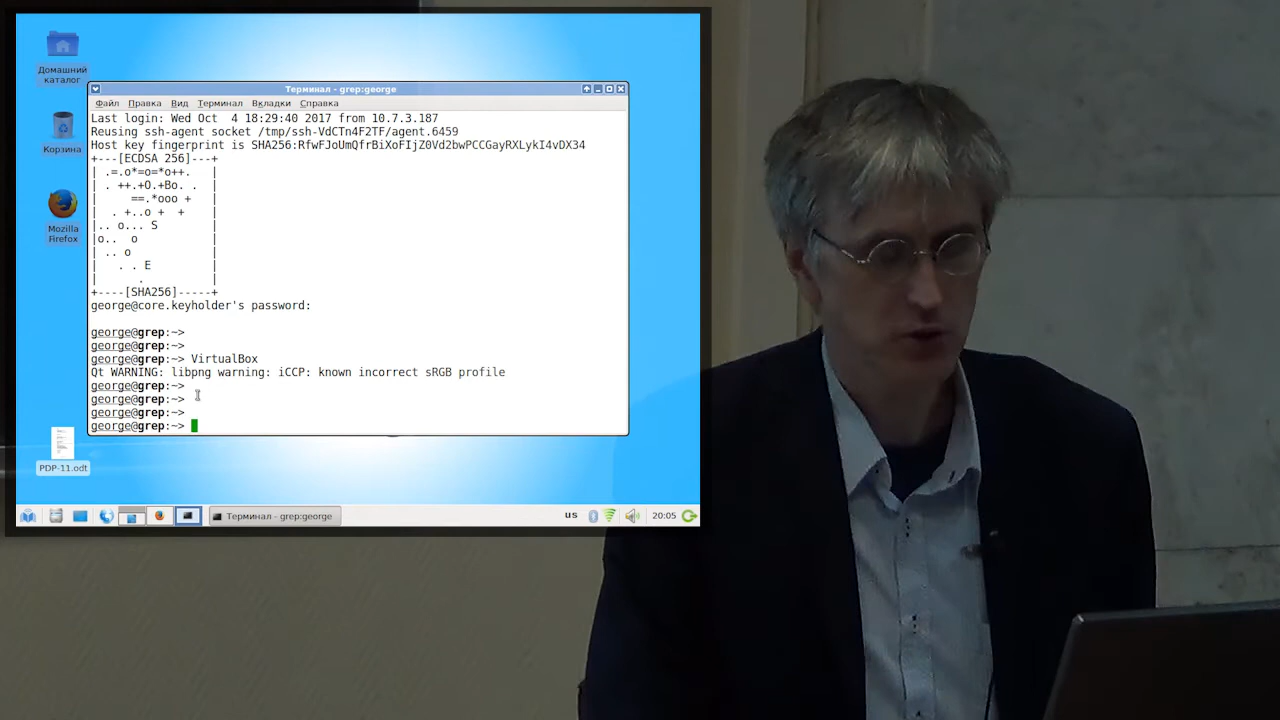 Домашний
каталог
Корзина
Mozilla
Firefox
PDP-11.odt
Терминал - grep:george
Файл Правка Вид Терминал Вкладки Справка
Last login: Wed Oct  4 18:29:40 2017 from 10.7.3.187
Reusing ssh-agent socket /tmp/ssh-VdCTn4F2TF/agent.6459
Host key fingerprint is SHA256:RfwFJoUmQfrBiXoFIjZ0Vd2bwPCCGayRXLykI4vDX34
+---[ECDSA 256]---+
| .=.o*=o=*o++.   |
| . ++.+O.+Bo. .  |
|     ==.*ooo +   |
|  . +..o +  +    |
|.. o... S        |
|o..  o           |
| .. o            |
|   . . E         |
|      .          |
+----[SHA256]-----+
george@core.keyholder's password:
george@grep:~>
george@grep:~>
george@grep:~> VirtualBox
Qt WARNING: libpng warning: iCCP: known incorrect sRGB profile
george@grep:~>
george@grep:~>
george@grep:~>
george@grep:~>
Терминал - grep:george
us
20:05